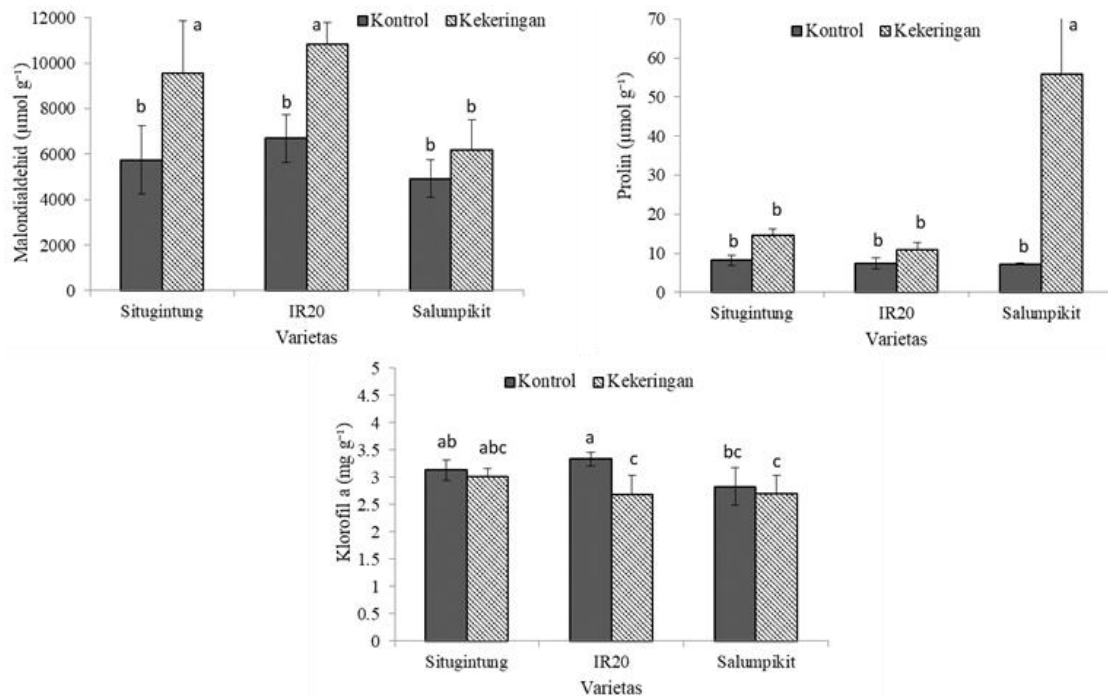 Malondialdehid (µmol g⁻¹)
12000
10000
8000
6000
4000
2000
0
Kontrol Kekeringan
b a b a b b
Situgintung IR20 Salumpikit
Varietas
Prolin (µmol g⁻¹)
70
60
50
40
30
20
10
0
Kontrol Kekeringan
b b b b b a
Situgintung IR20 Salumpikit
Varietas
Klorofil a (mg g⁻¹)
5
4.5
4
3.5
3
2.5
2
1.5
1
0.5
0
Kontrol Kekeringan
ab abc a c bc c
Situgintung IR20 Salumpikit
Varietas